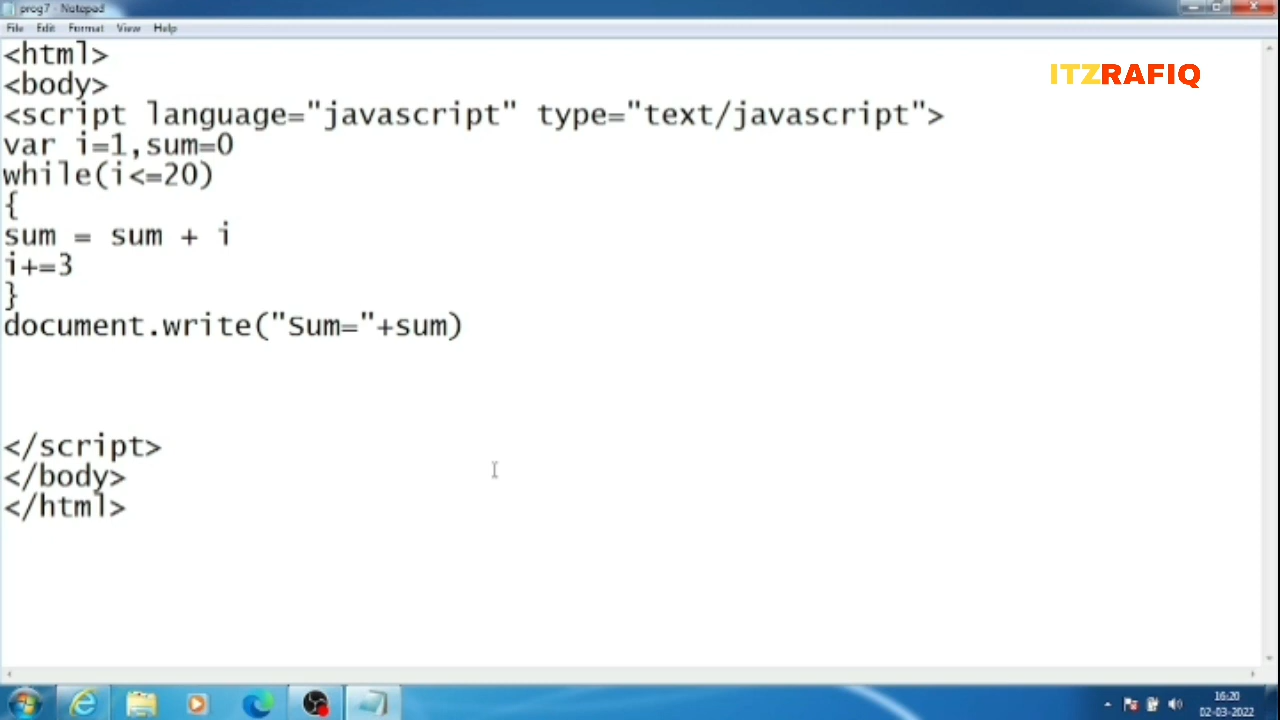 prog7 - Notepad
File Edit Format View Help
ITZRAFIQ
<html>
<body>
<script language="javascript" type="text/javascript">
var i=1,sum=0
while(i<=20)
{
sum = sum + i
i+=3
}
document.write("Sum="+sum)
</script>
</body>
</html>
16:20
02-03-2022